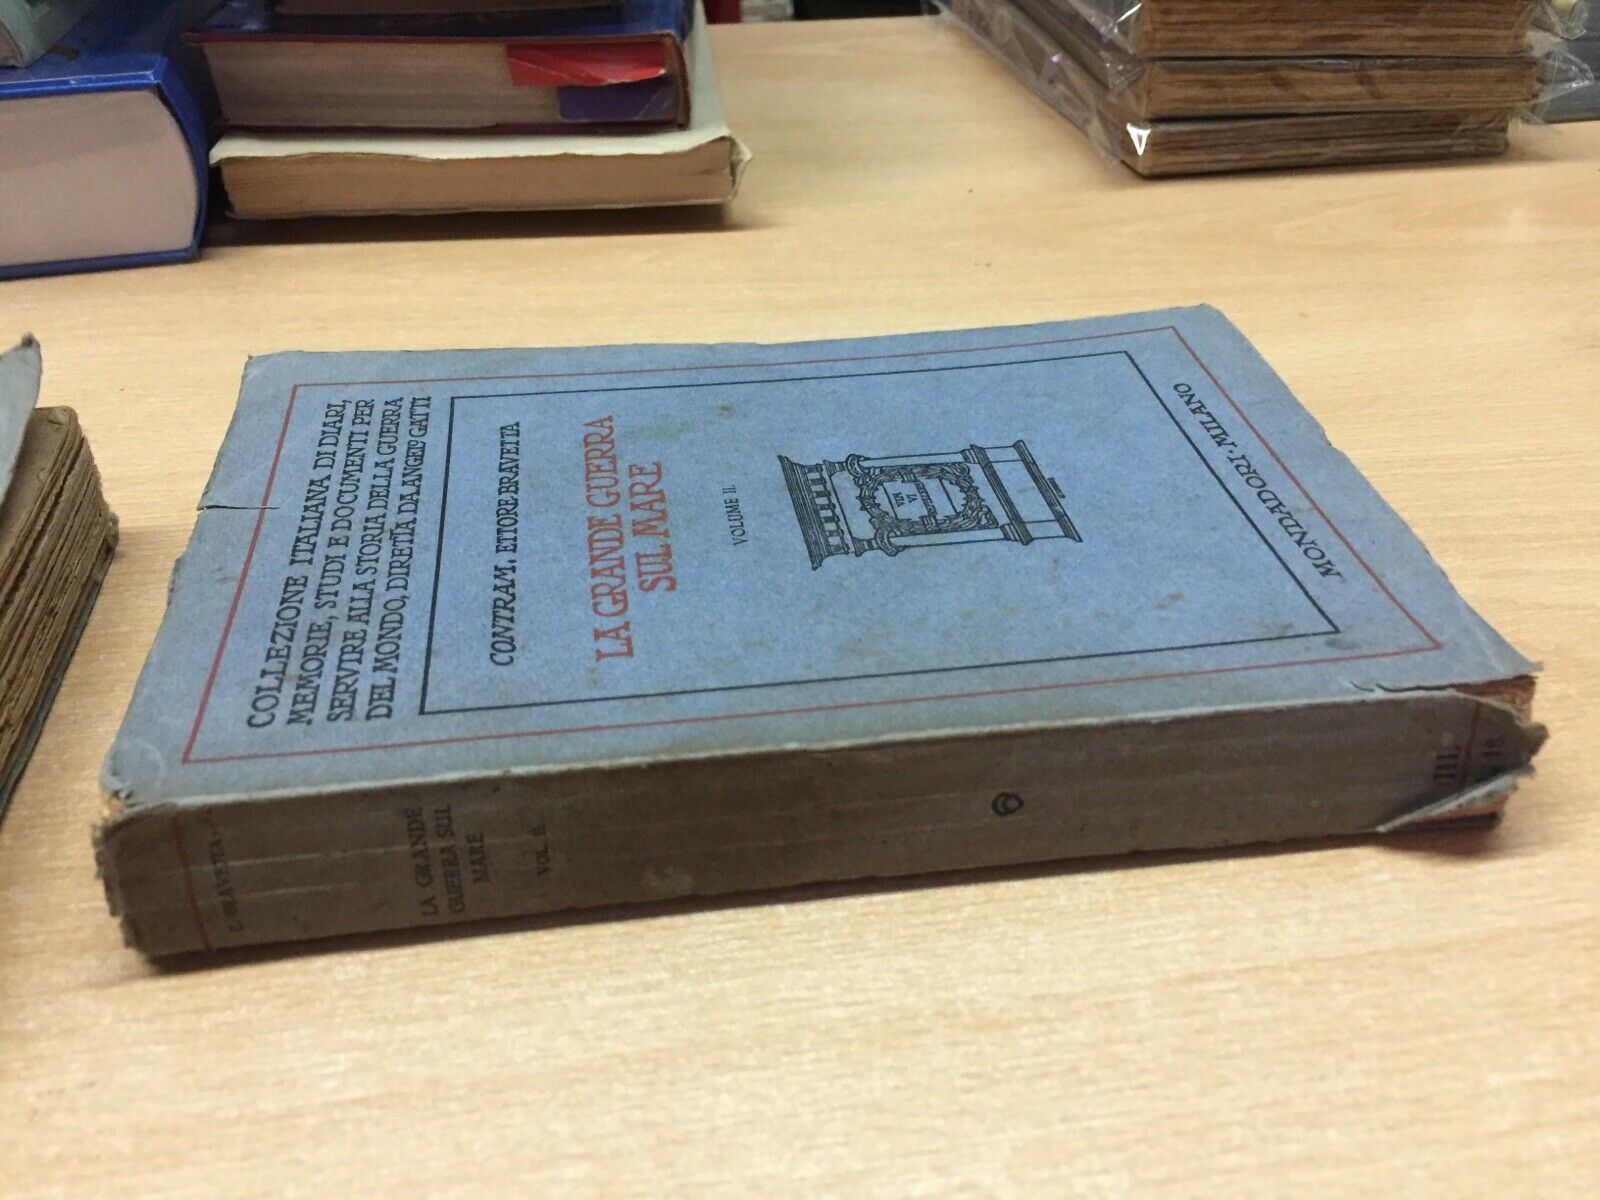 COLLEZIONE ITALIANA DI DIARI,
MEMORIE, STUDI E DOCUMENTI PER
SERVIRE ALLA STORIA DELLA GUERRA
DEL MONDO, DIRETTA DA ANGELO GATTI
CONTRAM. ETTORE BRAVETTA
LA GRANDE GUERRA
SUL MARE
VOLUME II.
MONDADORI · MILANO
E. BRAVETTA
LA GRANDE
GUERRA SUL
MARE
VOL. II.
III.